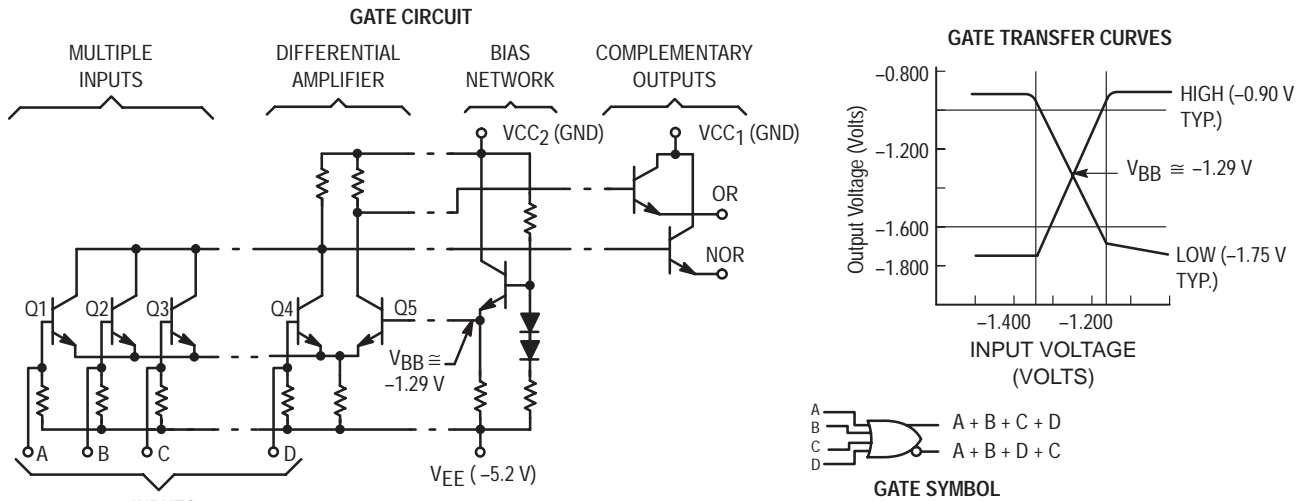 GATE CIRCUIT
MULTIPLE
INPUTS
DIFFERENTIAL
AMPLIFIER
BIAS
NETWORK
COMPLEMENTARY
OUTPUTS
VCC2 (GND)
VCC1 (GND)
OR
NOR
Q1
Q2
Q3
Q4
Q5
VBB ≅
–1.29 V
A
B
C
D
VEE ( –5.2 V)
GATE TRANSFER CURVES
Output Voltage (Volts)
–0.800
–1.200
–1.600
–1.800
HIGH (–0.90 V
TYP.)
VBB ≅ –1.29 V
LOW (–1.75 V
TYP.)
–1.400
–1.200
INPUT VOLTAGE
(VOLTS)
A
B
C
D
A + B + C + D
A + B + D + C
GATE SYMBOL